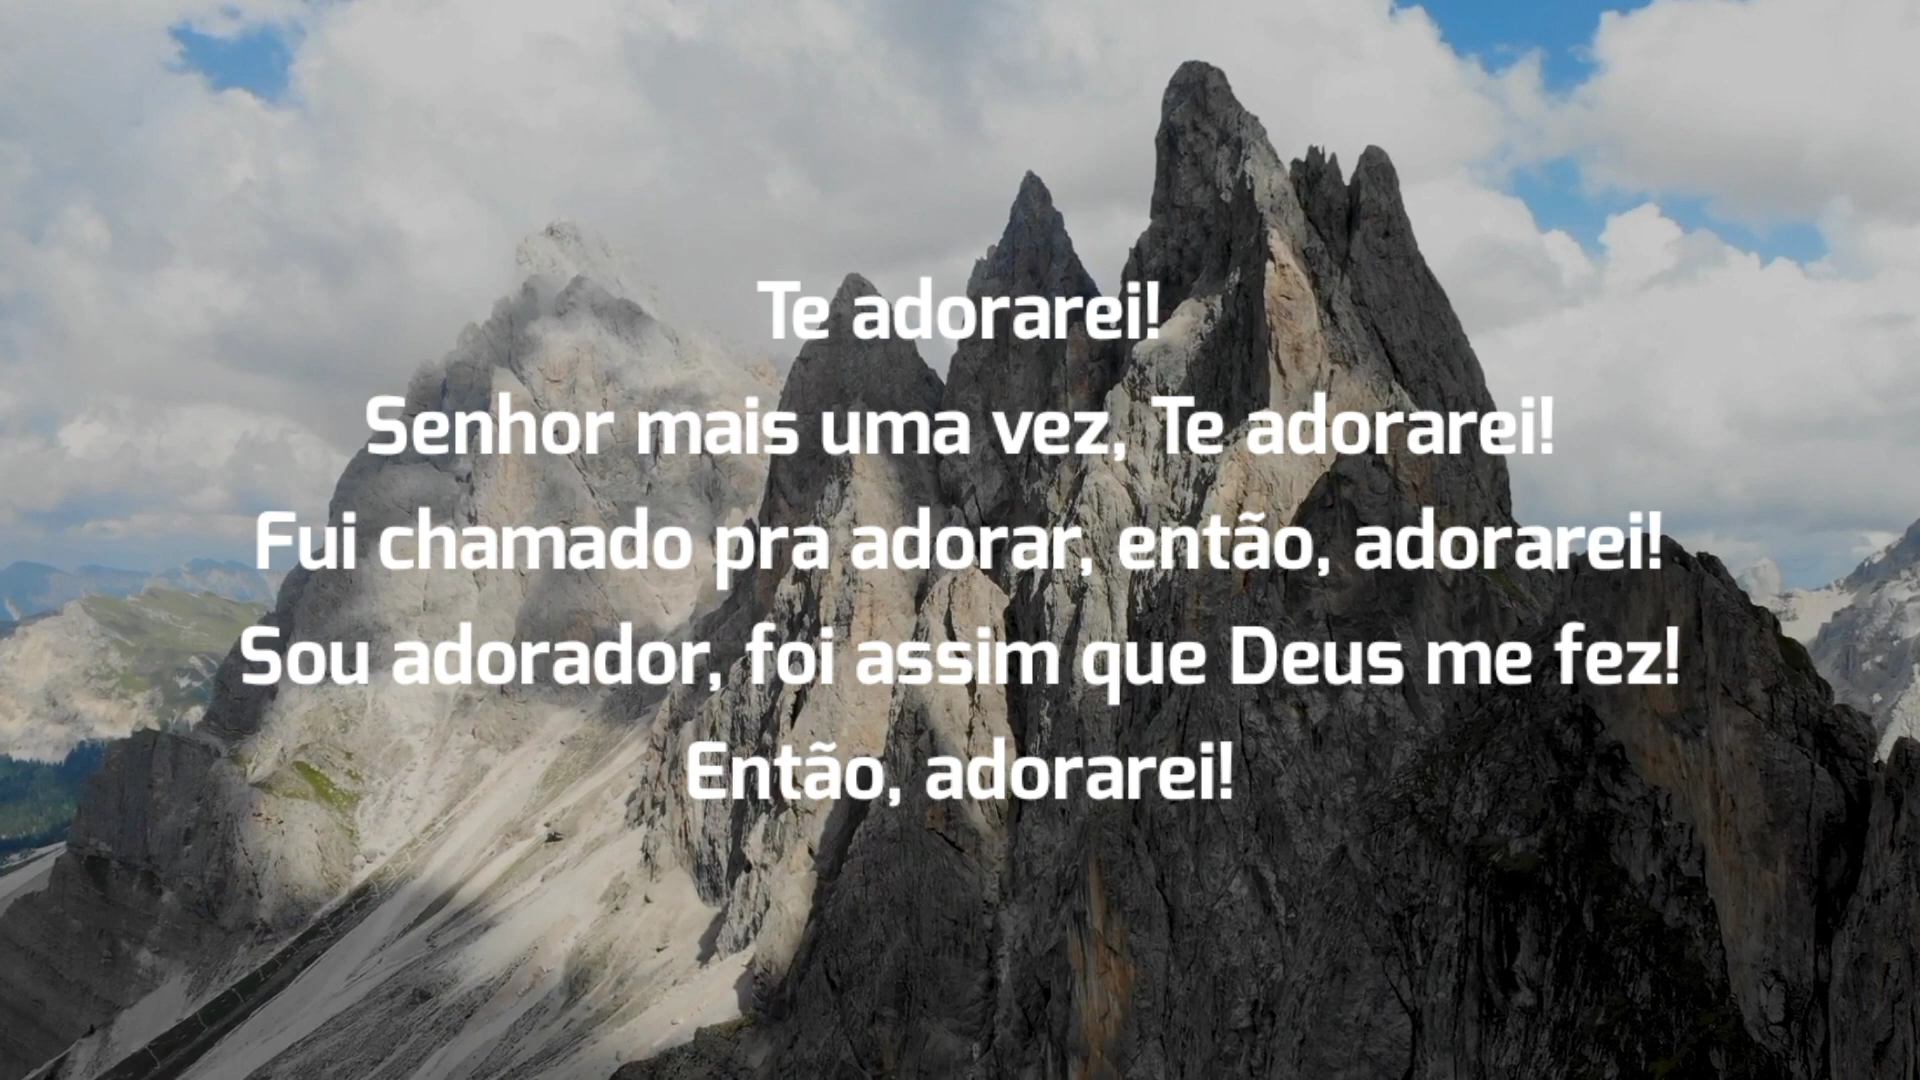 Te adorarei!
Senhor mais uma vez, Te adorarei!
Fui chamado pra adorar, então, adorarei!
Sou adorador, foi assim que Deus me fez!
Então, adorarei!